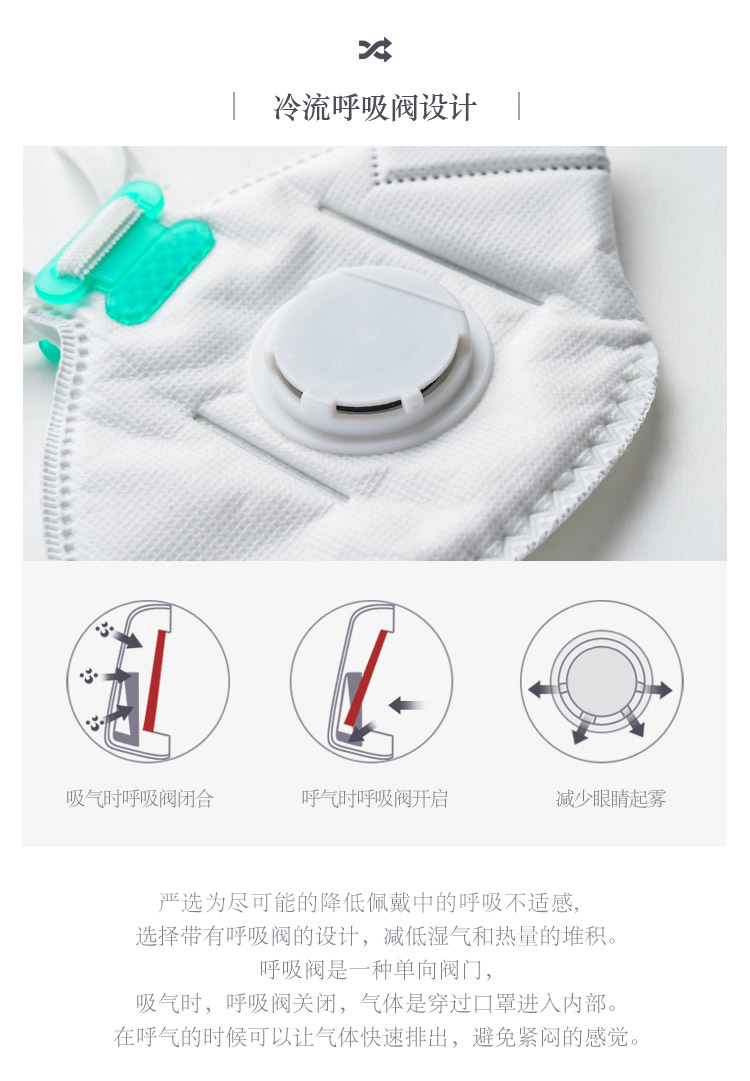 冷流呼吸阀设计
吸气时呼吸阀闭合
呼气时呼吸阀开启
减少眼睛起雾
严选为尽可能的降低佩戴中的呼吸不适感，
选择带有呼吸阀的设计，减低湿气和热量的堆积。
呼吸阀是一种单向阀门，
吸气时，呼吸阀关闭，气体是穿过口罩进入内部。
在呼气的时候可以让气体快速排出，避免紧闷的感觉。